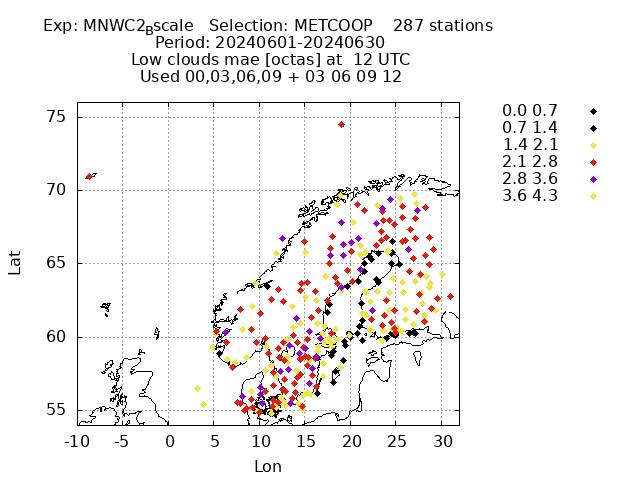 Exp: MNWC2Bscale Selection: METCOOP 287 stations
Period: 20240601-20240630
Low clouds mae [octas] at 12 UTC
Used 00,03,06,09 + 03 06 09 12
0.0 0.7
0.7 1.4
1.4 2.1
2.1 2.8
2.8 3.6
3.6 4.3
75
70
65
60
55
Lat
-10 -5 0 5 10 15 20 25 30
Lon